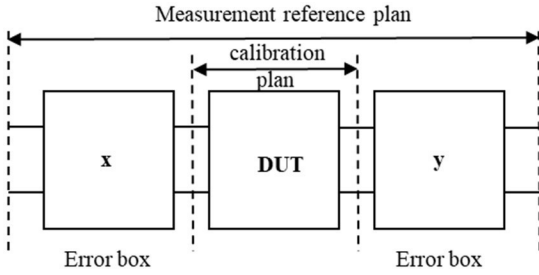 Measurement reference plan
calibration
plan
x
DUT
y
Error box
Error box